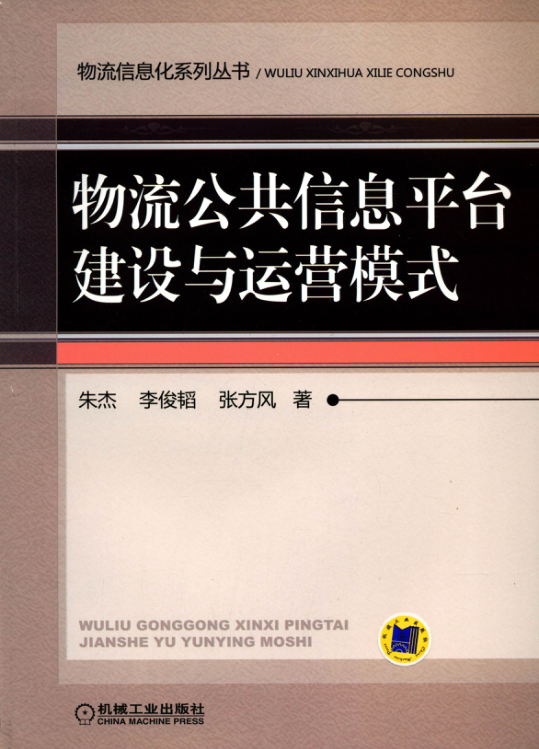 物流信息化系列丛书 / WULIU XINXIHUA XILIE CONGSHU
物流公共信息平台
建设与运营模式
朱杰 李俊韬 张方风 著
WULIU GONGGONG XINXI PINGTAI
JIANSHE YU YUNYING MOSHI
机械工业出版社
CHINA MACHINE PRESS